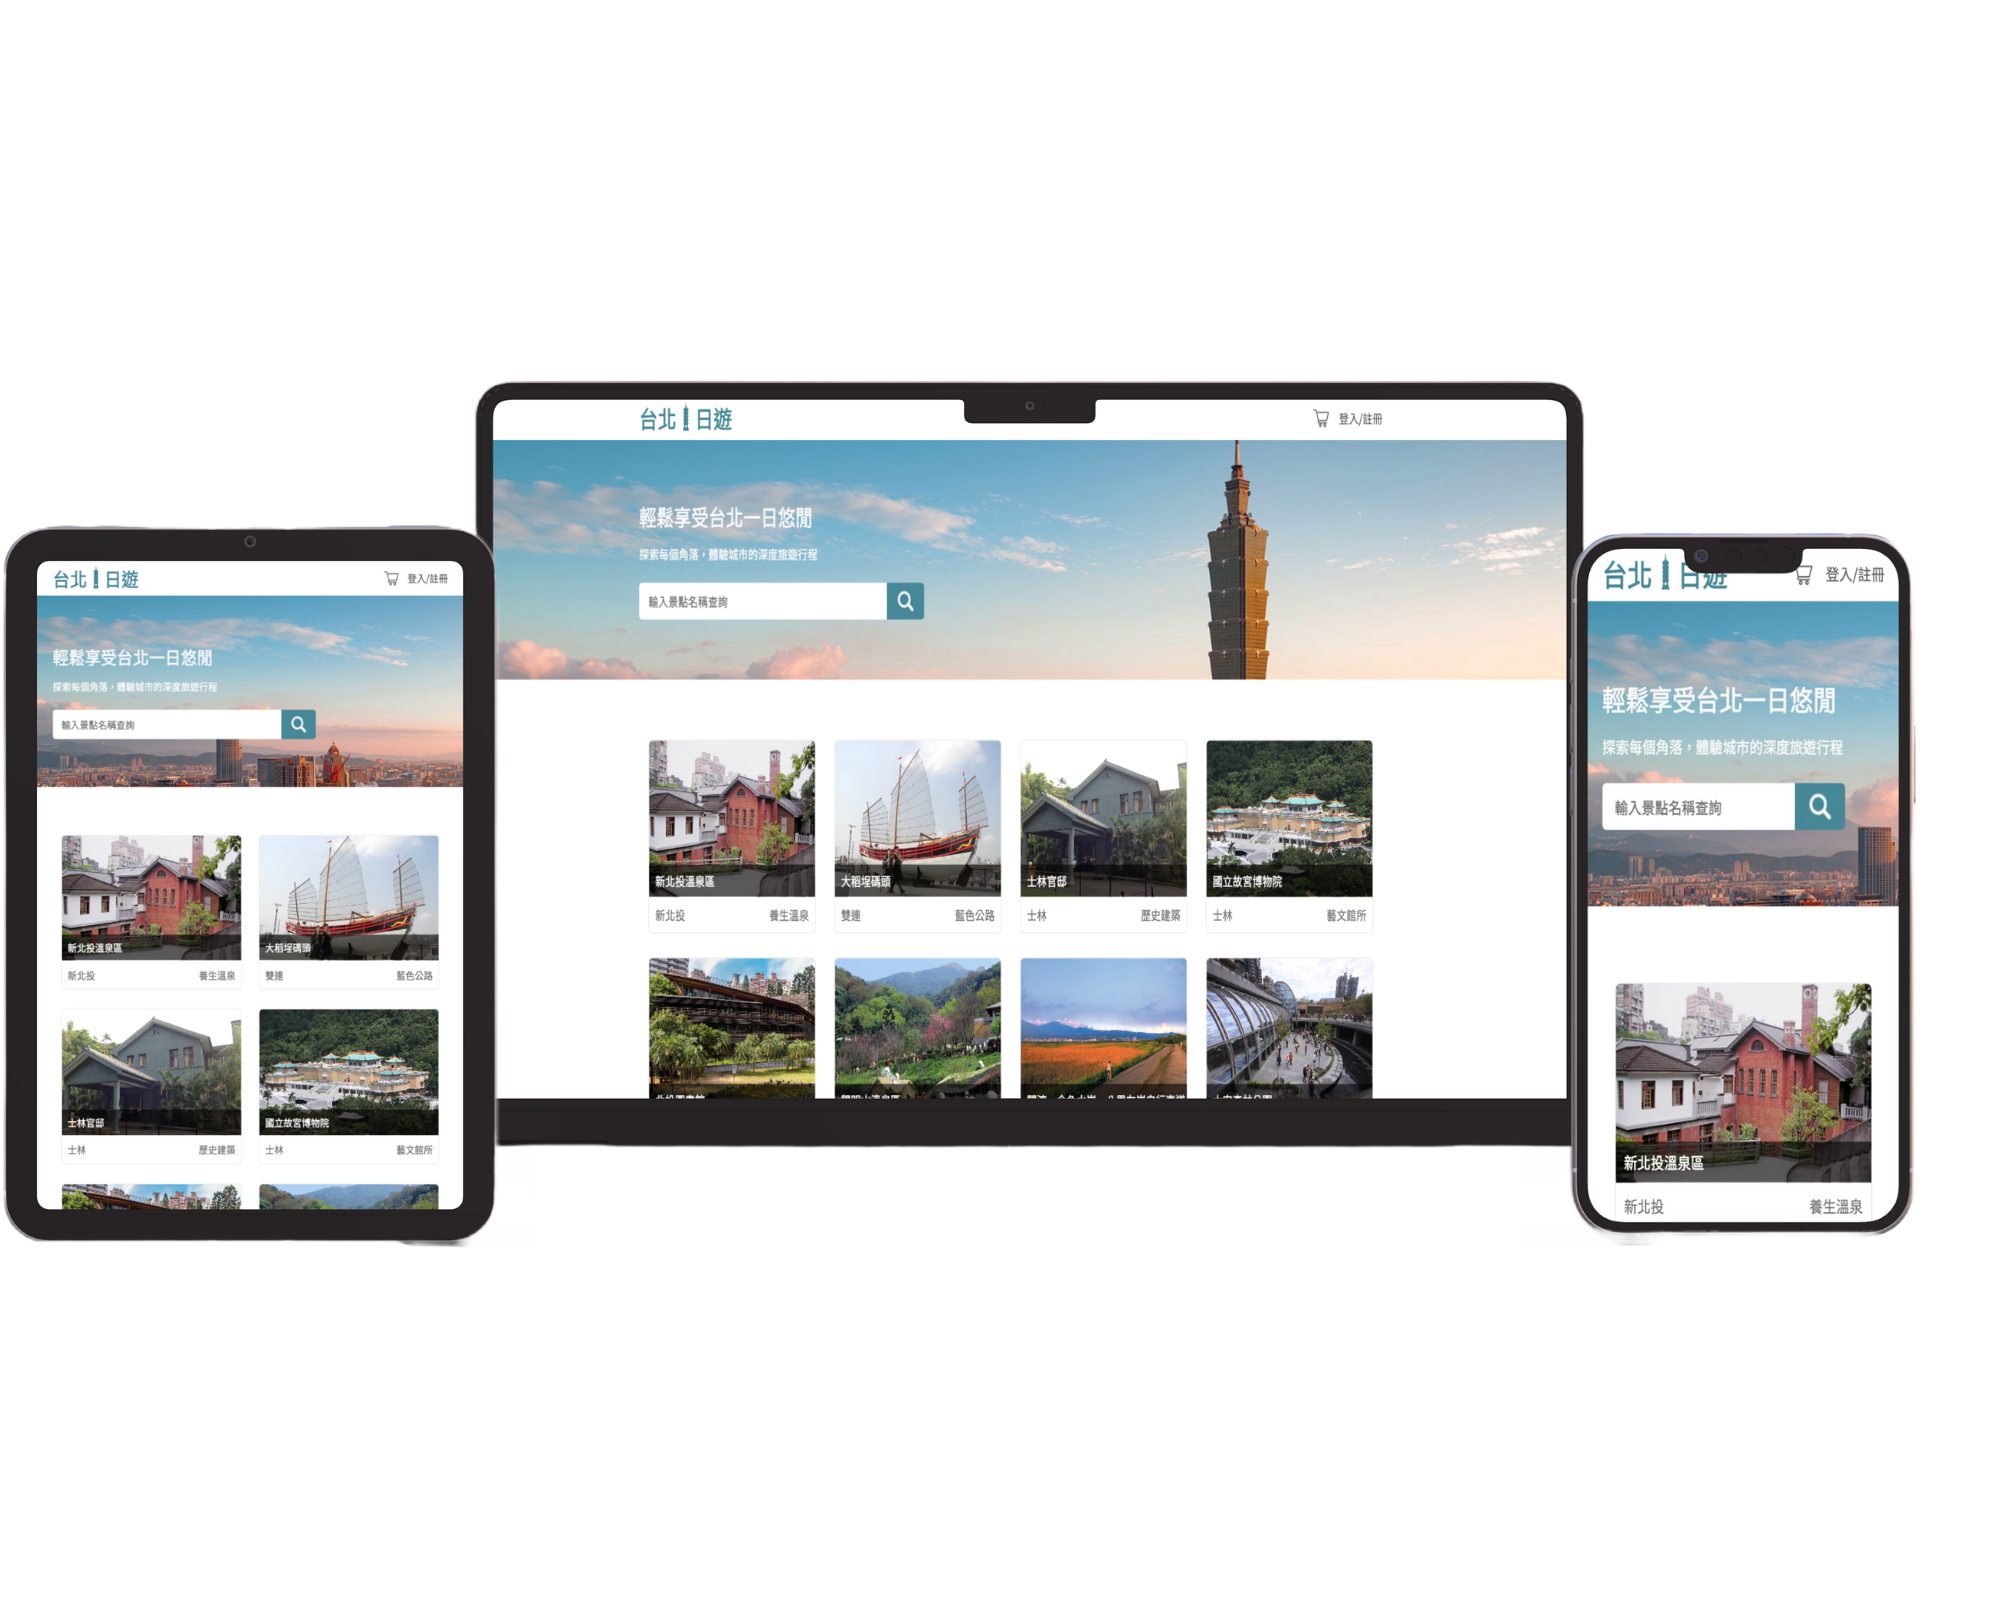 台北 日遊
登入/註冊
輕鬆享受台北一日悠閒
探索每個角落，體驗城市的深度旅遊行程
輸入景點名稱查詢
新北投溫泉區
新北投 養生溫泉
大稻埕碼頭
雙連 藍色公路
士林官邸
士林 歷史建築
國立故宮博物院
士林 藝文館所
台北 日遊
登入/註冊
輕鬆享受台北一日悠閒
探索每個角落，體驗城市的深度旅遊行程
輸入景點名稱查詢
新北投溫泉區
新北投 養生溫泉
大稻埕碼頭
雙連 藍色公路
士林官邸
士林 歷史建築
國立故宮博物院
士林 藝文館所
台北 日遊
登入/註冊
輕鬆享受台北一日悠閒
探索每個角落，體驗城市的深度旅遊行程
輸入景點名稱查詢
新北投溫泉區
新北投 養生溫泉